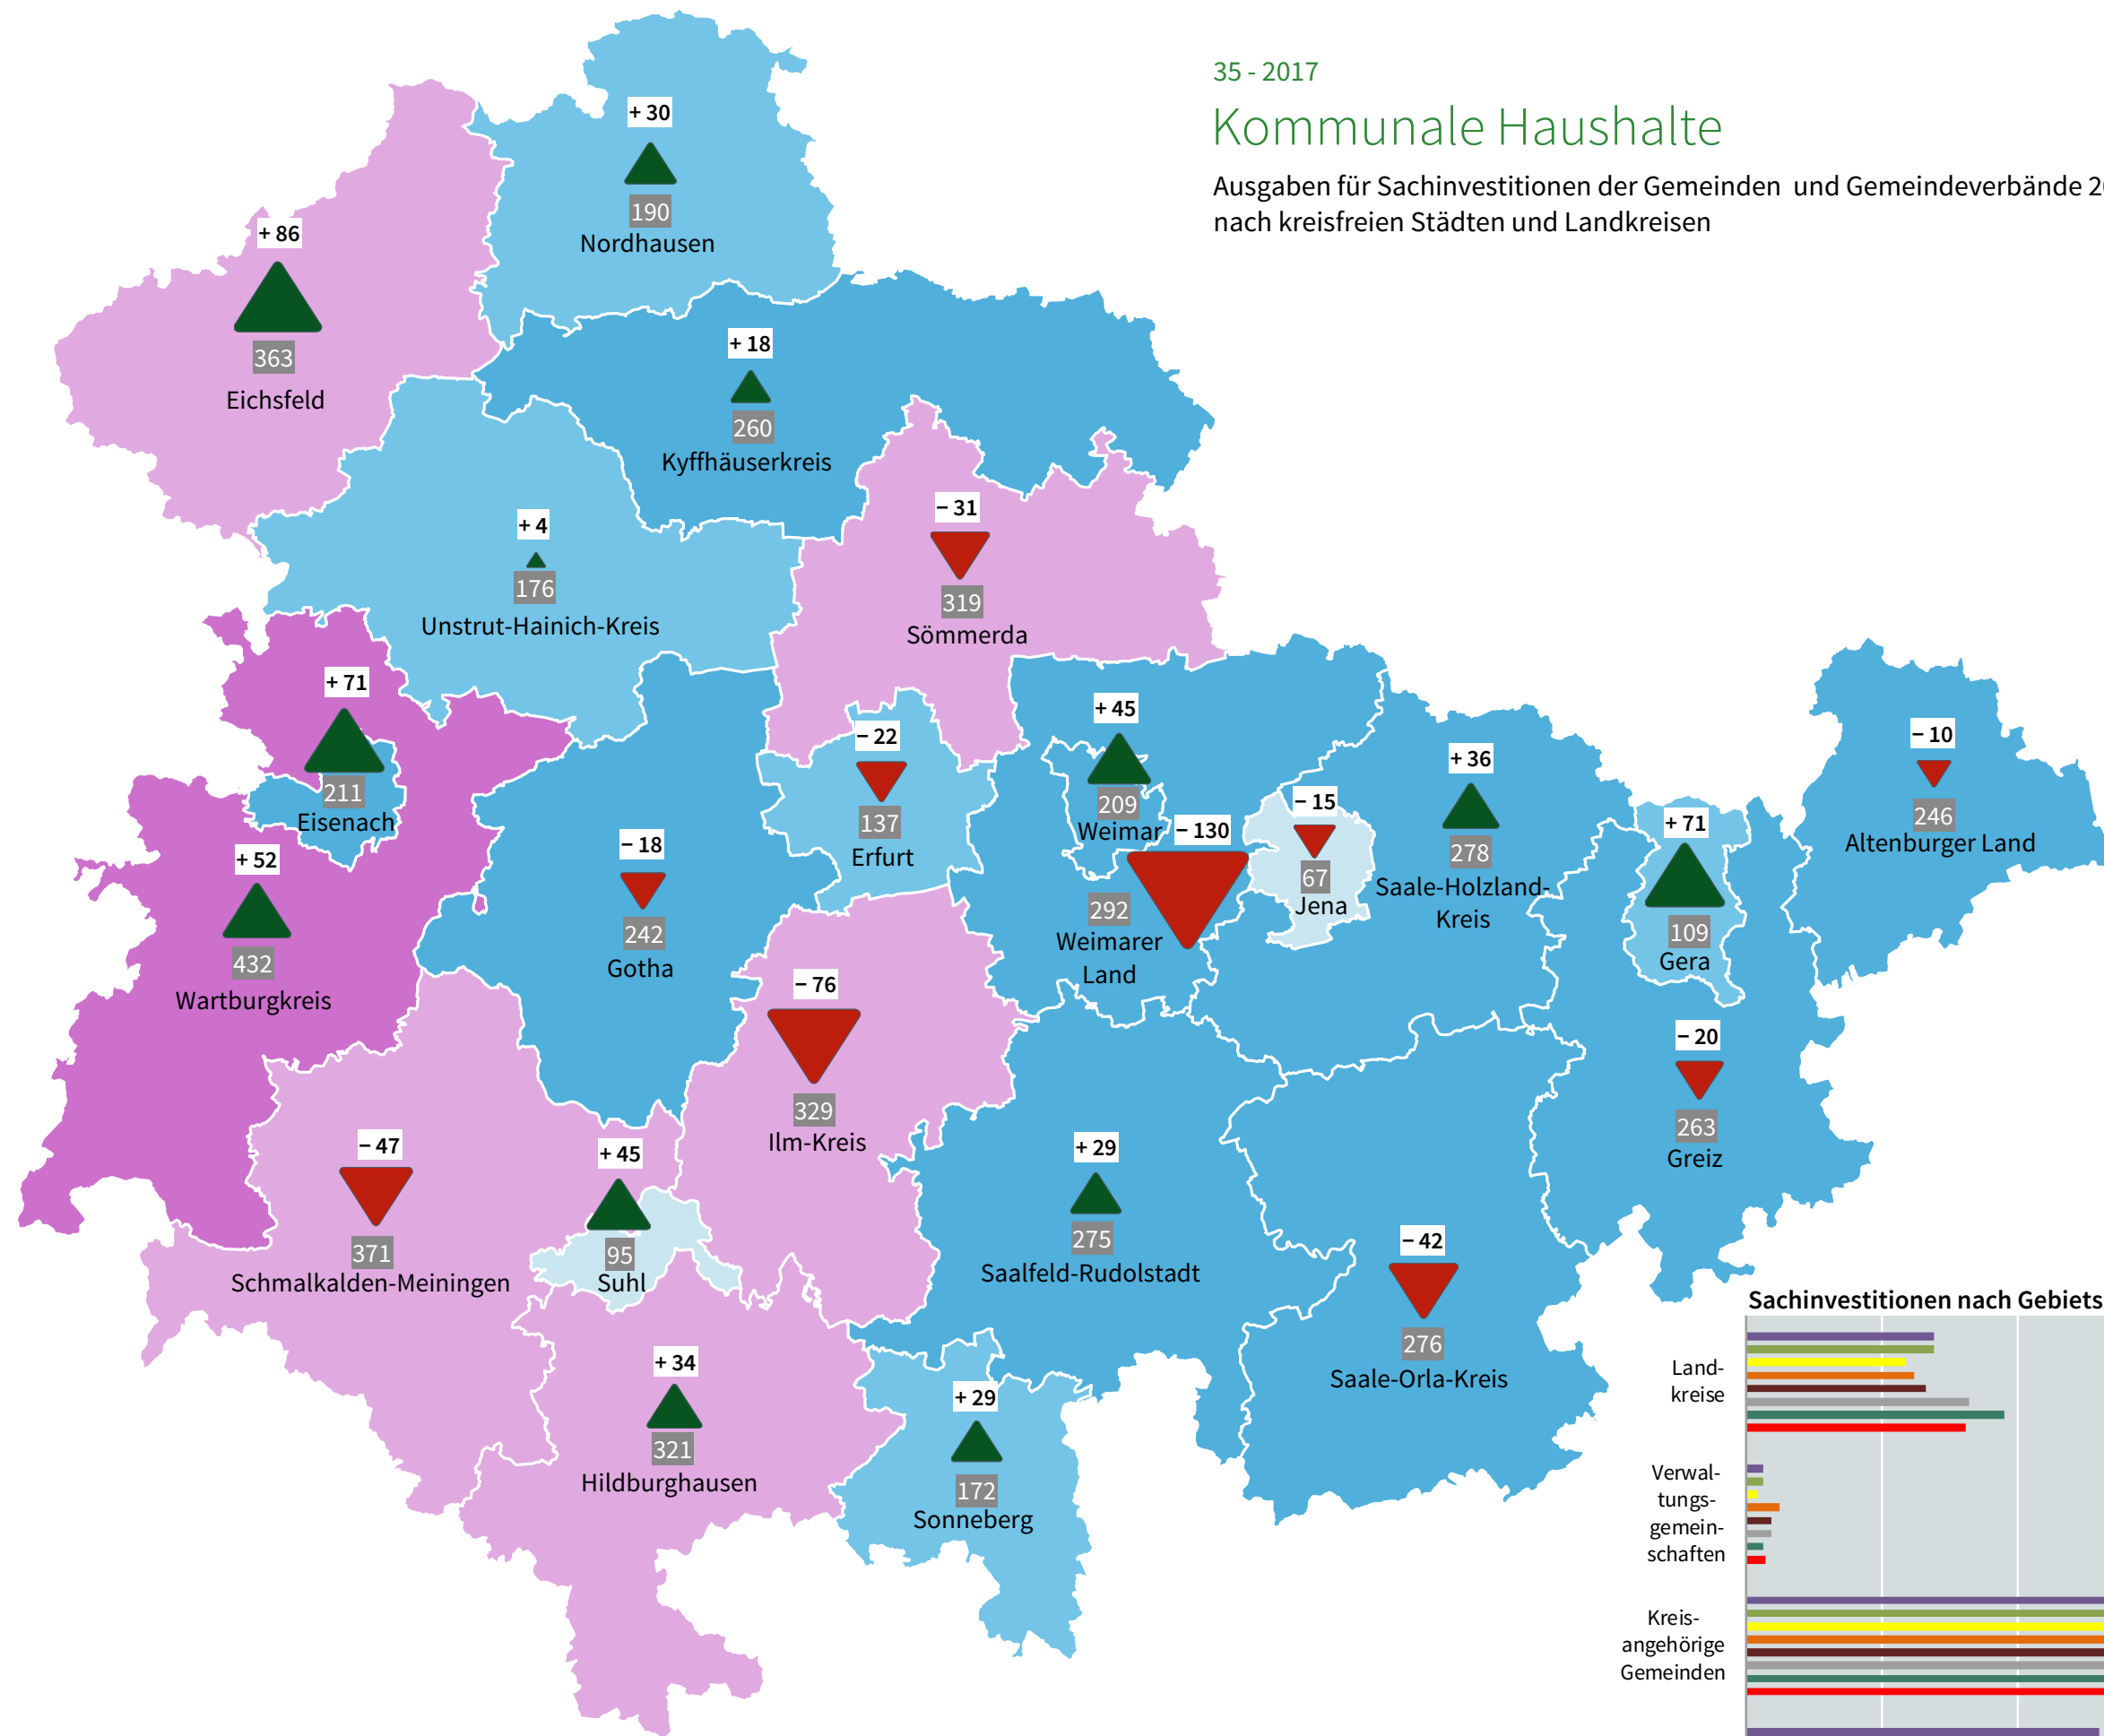 35 - 2017
Kommunale Haushalte
Ausgaben für Sachinvestitionen der Gemeinden und Gemeindeverbände
nach kreisfreien Städten und Landkreisen
+ 30
190
Nordhausen
+ 86
363
Eichsfeld
+ 18
260
Kyffhäuserkreis
+ 4
176
Unstrut-Hainich-Kreis
− 31
319
Sömmerda
+ 71
211
Eisenach
+ 52
432
Wartburgkreis
− 18
242
Gotha
− 22
137
Erfurt
+ 45
209
Weimar
− 130
292
Weimarer
Land
− 15
67
Jena
+ 36
278
Saale-Holzland-
Kreis
+ 71
109
Gera
− 10
246
Altenburger Land
− 20
263
Greiz
− 76
329
Ilm-Kreis
− 47
371
Schmalkalden-Meiningen
+ 45
95
Suhl
+ 29
275
Saalfeld-Rudolstadt
− 42
276
Saale-Orla-Kreis
+ 34
321
Hildburghausen
+ 29
172
Sonneberg
Sachinvestitionen nach Gebiets
Land-
kreise
Verwal-
tungs-
gemein-
schaften
Kreis-
angehörige
Gemeinden